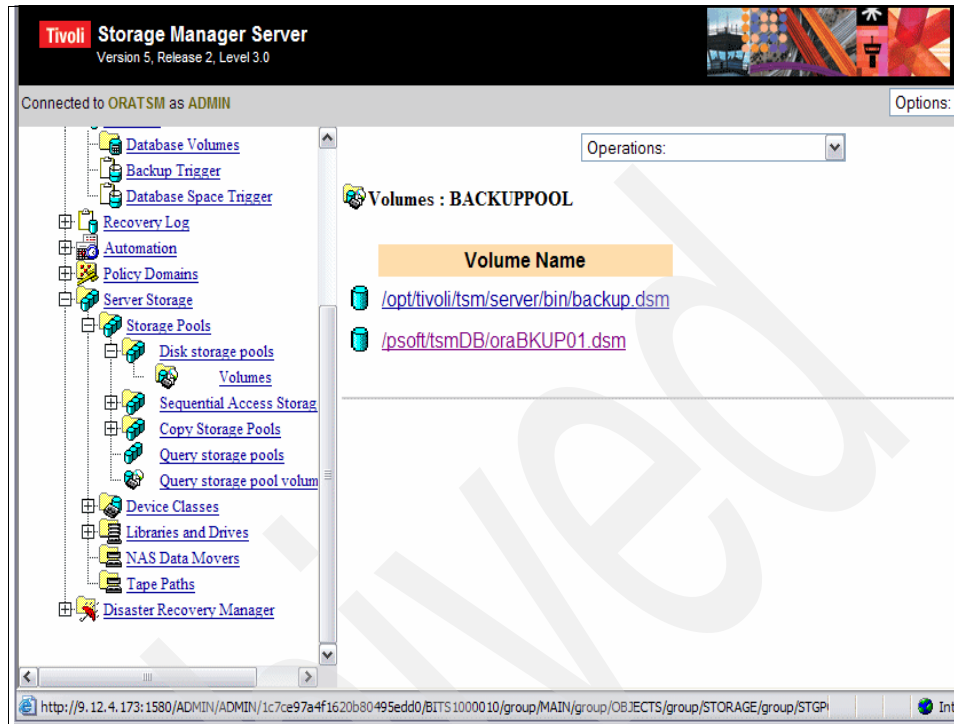 Tivoli Storage Manager Server
Version 5, Release 2, Level 3.0
Connected to ORATSM as ADMIN
Options:
Database Volumes
Backup Trigger
Database Space Trigger
Recovery Log
Automation
Policy Domains
Server Storage
Storage Pools
Disk storage pools
Volumes
Sequential Access Storag
Copy Storage Pools
Query storage pools
Query storage pool volum
Device Classes
Libraries and Drives
NAS Data Movers
Tape Paths
Disaster Recovery Manager
Operations:
Volumes : BACKUPPOOL
Volume Name
/opt/tivoli/tsm/server/bin/backup.dsm
/psoft/tsmDB/oraBKUP01.dsm
hived
http://9.12.4.173:1580/ADMIN/ADMIN/1c7ce97a4f1620b80495edd0/BITS1000010/group/MAIN/group/OBJECTS/group/STORAGE/group/STGP
Int